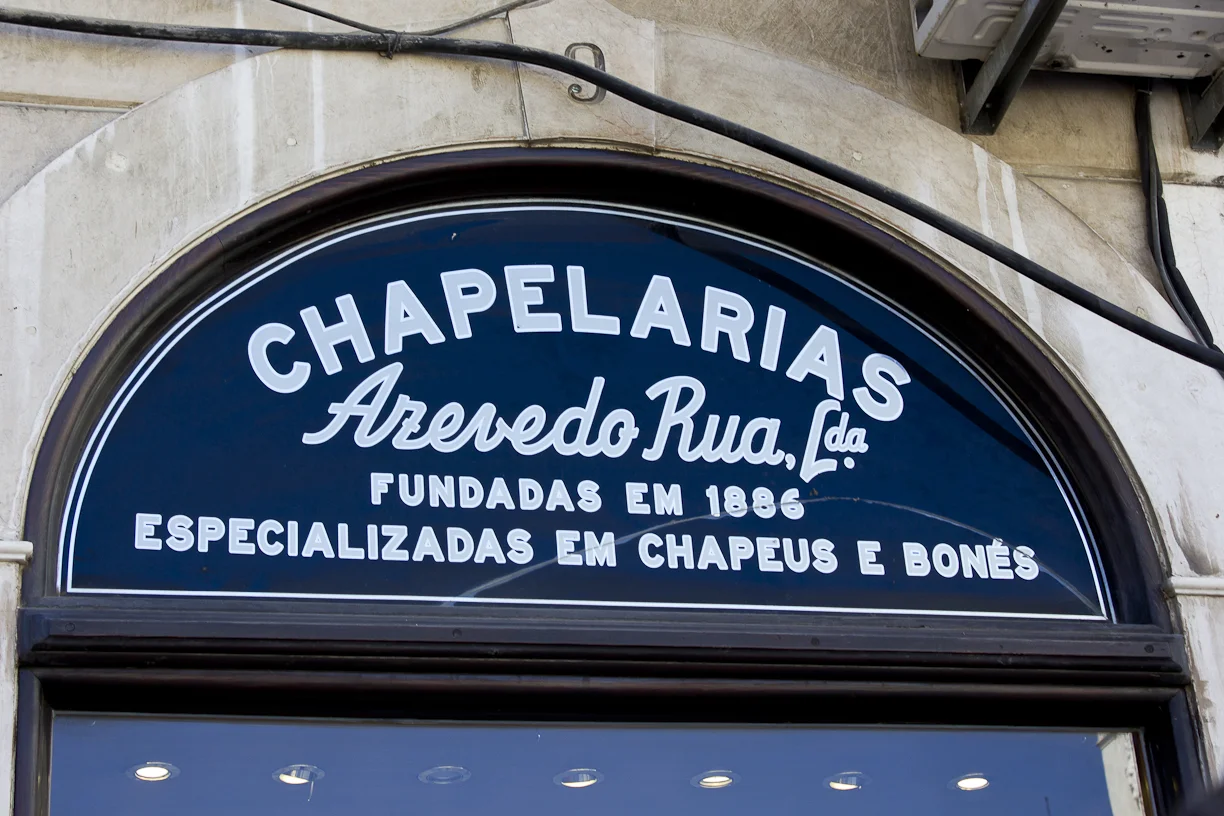 9
CHAPELARIAS
Azevedo Rua, Lda.
FUNDADAS EM 1886
ESPECIALIZADAS EM CHAPEUS E BONÉS